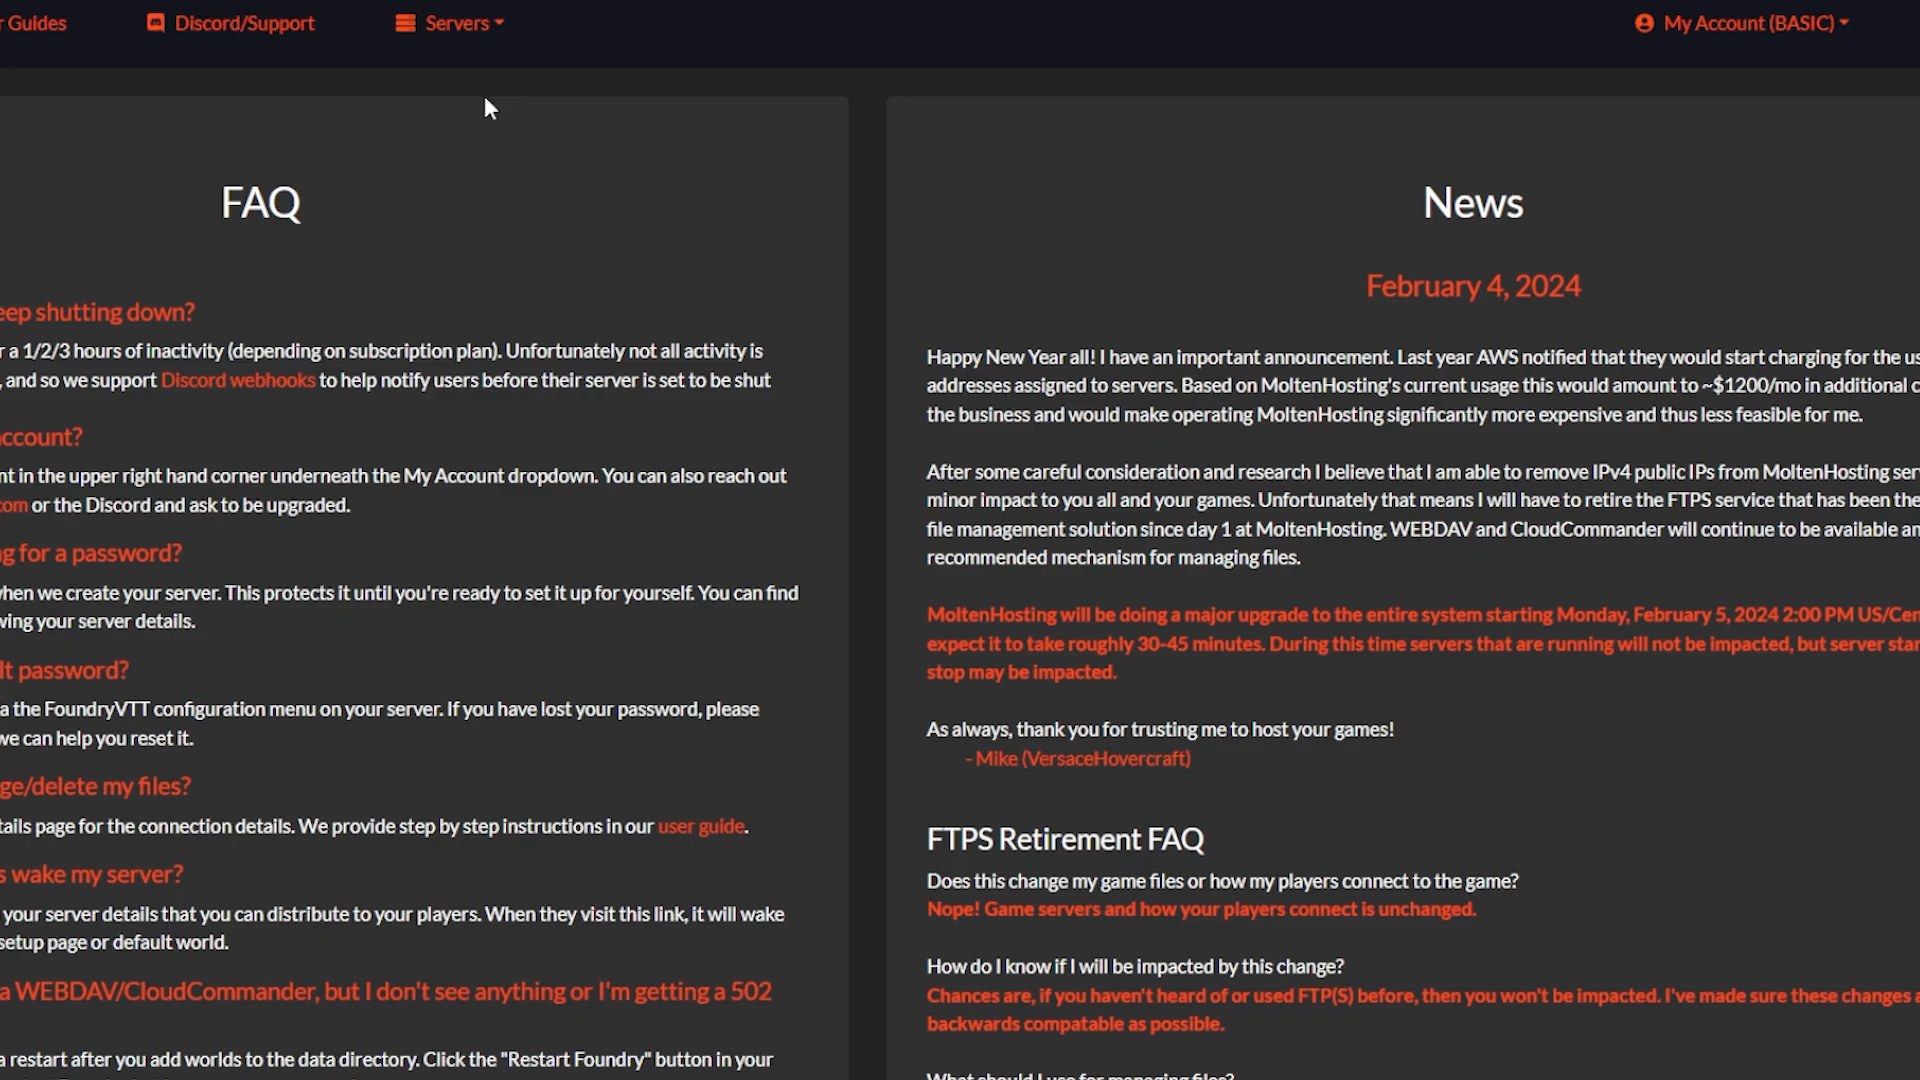 r Guides
Discord/Support
Servers
My Account (BASIC)
FAQ
eep shutting down?
r a 1/2/3 hours of inactivity (depending on subscription plan). Unfortunately not all activity is
, and so we support Discord webhooks to help notify users before their server is set to be shut
account?
nt in the upper right hand corner underneath the My Account dropdown. You can also reach out
com or the Discord and ask to be upgraded.
ng for a password?
when we create your server. This protects it until you're ready to set it up for yourself. You can find
wing your server details.
lt password?
a the FoundryVTT configuration menu on your server. If you have lost your password, please
we can help you reset it.
ge/delete my files?
tails page for the connection details. We provide step by step instructions in our user guide.
s wake my server?
your server details that you can distribute to your players. When they visit this link, it will wake
setup page or default world.
a WEBDAV/CloudCommander, but I don't see anything or I'm getting a 502
a restart after you add worlds to the data directory. Click the "Restart Foundry" button in your
News
February 4, 2024
Happy New Year all! I have an important announcement. Last year AWS notified that they would start charging for the us
addresses assigned to servers. Based on MoltenHosting's current usage this would amount to ~$1200/mo in additional c
the business and would make operating MoltenHosting significantly more expensive and thus less feasible for me.
After some careful consideration and research I believe that I am able to remove IPv4 public IPs from MoltenHosting serv
minor impact to you all and your games. Unfortunately that means I will have to retire the FTPS service that has been the
file management solution since day 1 at MoltenHosting. WEBDAV and CloudCommander will continue to be available an
recommended mechanism for managing files.
MoltenHosting will be doing a major upgrade to the entire system starting Monday, February 5, 2024 2:00 PM US/Cen
expect it to take roughly 30-45 minutes. During this time servers that are running will not be impacted, but server star
stop may be impacted.
As always, thank you for trusting me to host your games!
- Mike (VersaceHovercraft)
FTPS Retirement FAQ
Does this change my game files or how my players connect to the game?
Nope! Game servers and how your players connect is unchanged.
How do I know if I will be impacted by this change?
Chances are, if you haven't heard of or used FTP(S) before, then you won't be impacted. I've made sure these changes a
backwards compatable as possible.
What should I use for managing files?